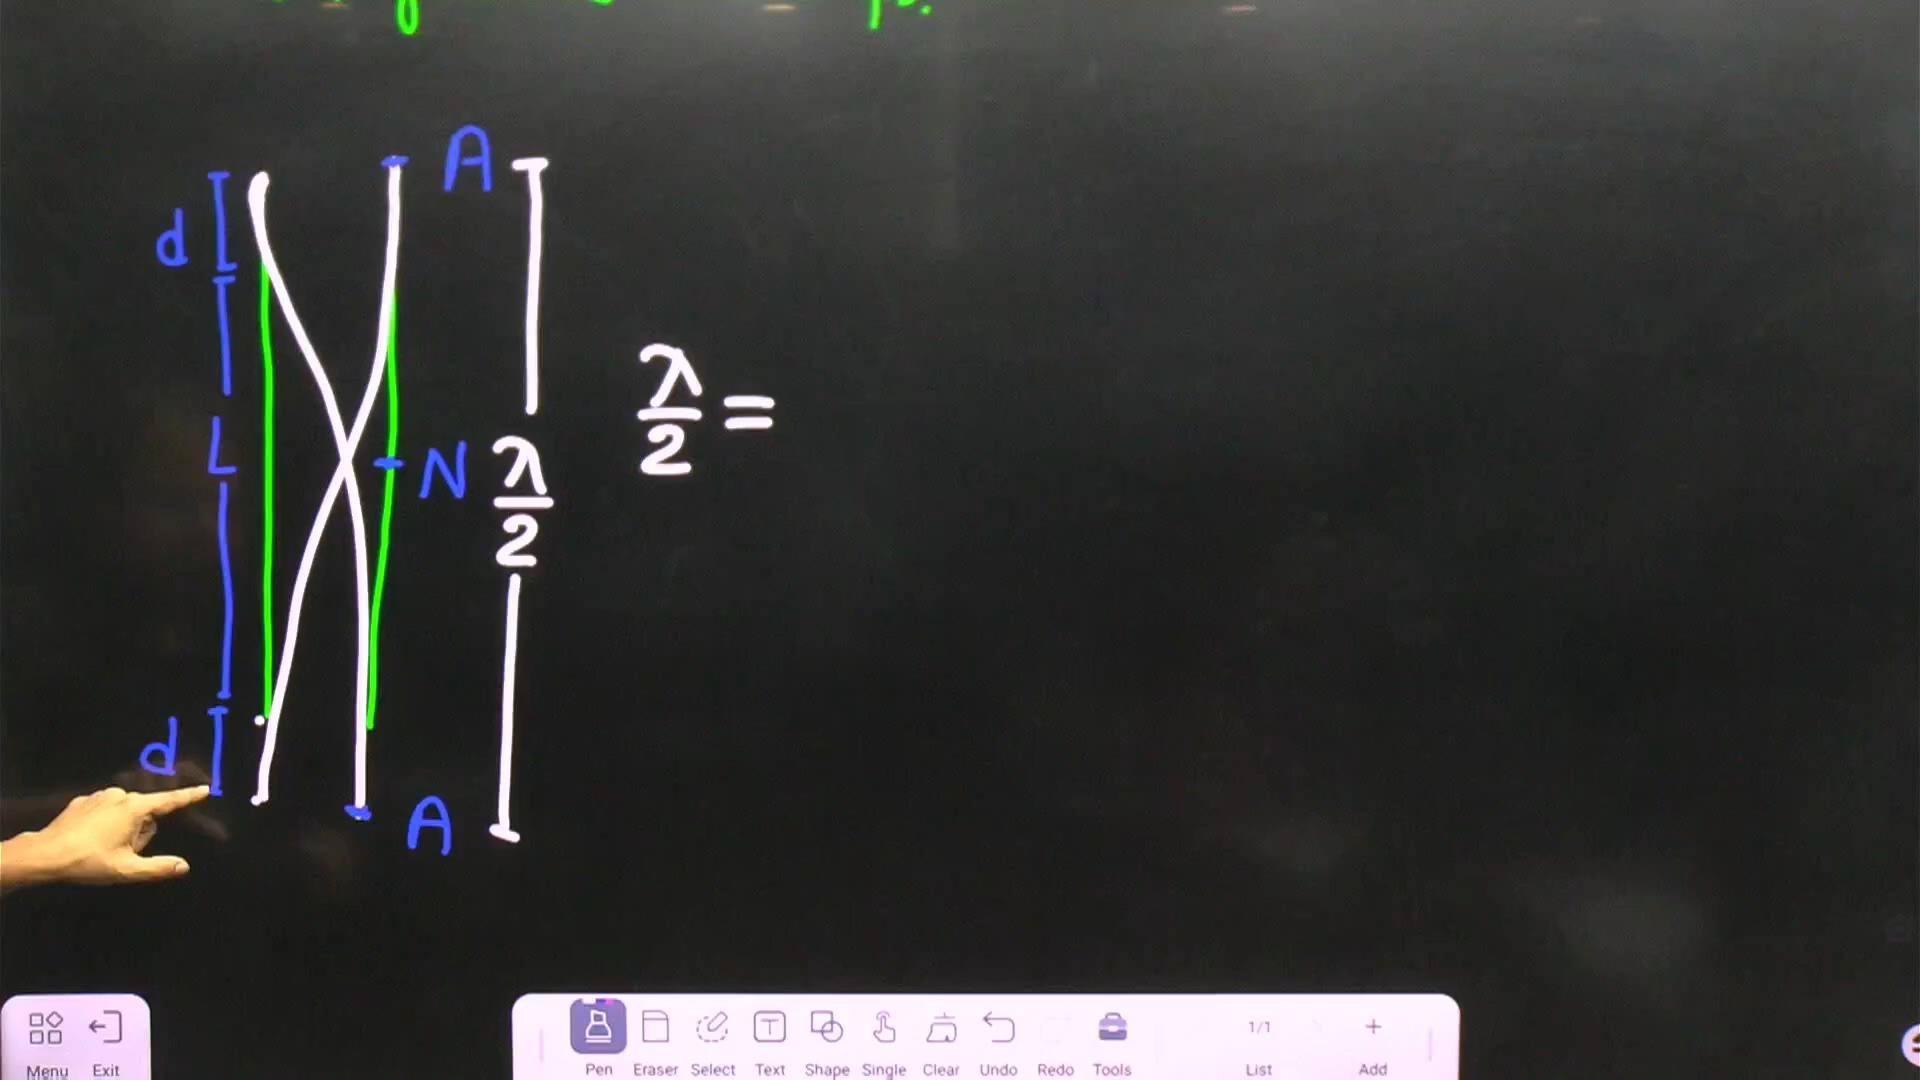 A
d
λ/2 =
L
N
λ/2
d
A
1/1
+
Menu Exit
Pen Eraser Select Text Shape Single Clear Undo Redo Tools List Add